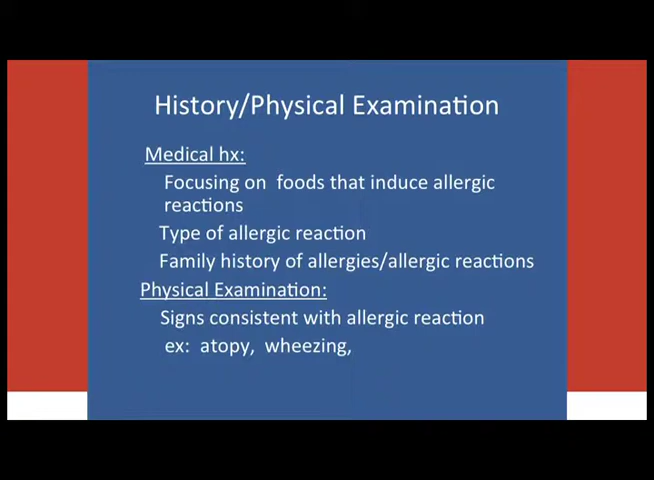 History/Physical Examination
Medical hx:
Focusing on foods that induce allergic
reactions
Type of allergic reaction
Family history of allergies/allergic reactions
Physical Examination:
Signs consistent with allergic reaction
ex: atopy, wheezing,